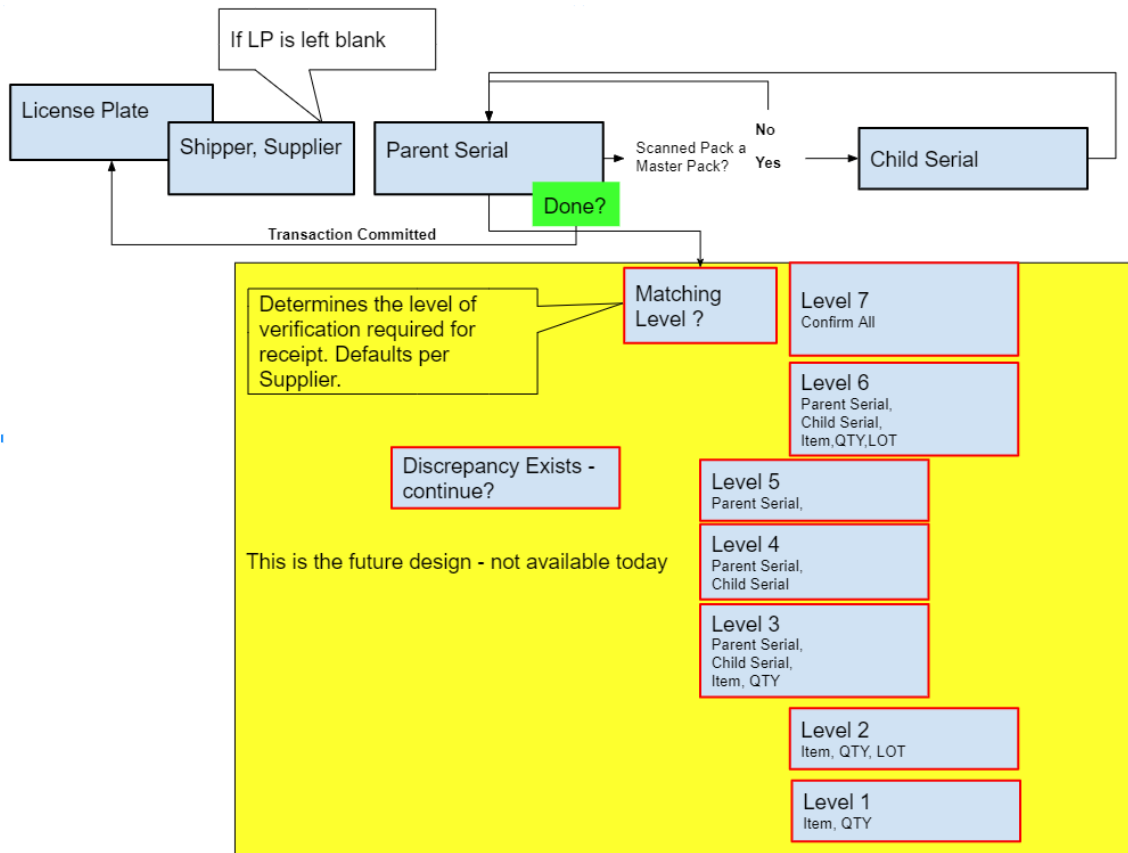 If LP is left blank
License Plate
Shipper, Supplier
Parent Serial
Scanned Pack a
Master Pack?
No
Yes
Child Serial
Done?
Transaction Committed
Determines the level of
verification required for
receipt. Defaults per
Supplier.
Matching
Level ?
Level 7
Confirm All
Level 6
Parent Serial,
Child Serial,
Item,QTY,LOT
Discrepancy Exists -
continue?
Level 5
Parent Serial,
This is the future design - not available today
Level 4
Parent Serial,
Child Serial
Level 3
Parent Serial,
Child Serial,
Item, QTY
Level 2
Item, QTY, LOT
Level 1
Item, QTY